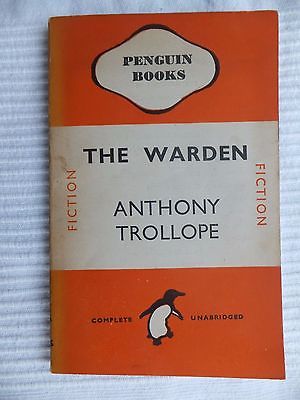 PENGUIN
BOOKS
THE WARDEN
FICTION
FICTION
ANTHONY
TROLLOPE
COMPLETE UNABRIDGED